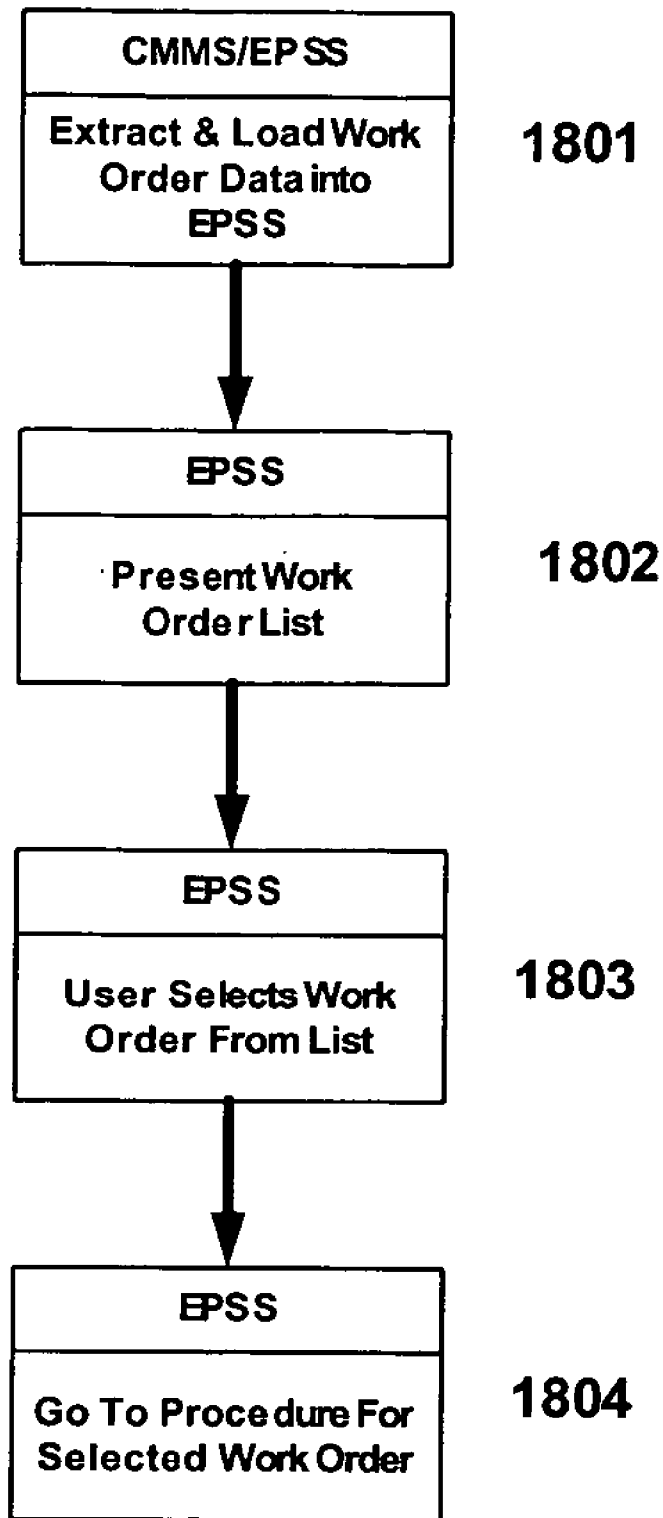 CMMS/EPSS
Extract & Load Work
Order Data into
EPSS
1801
EPSS
Present Work
Order List
1802
EPSS
User Selects Work
Order From List
1803
EPSS
Go To Procedure For
Selected Work Order
1804